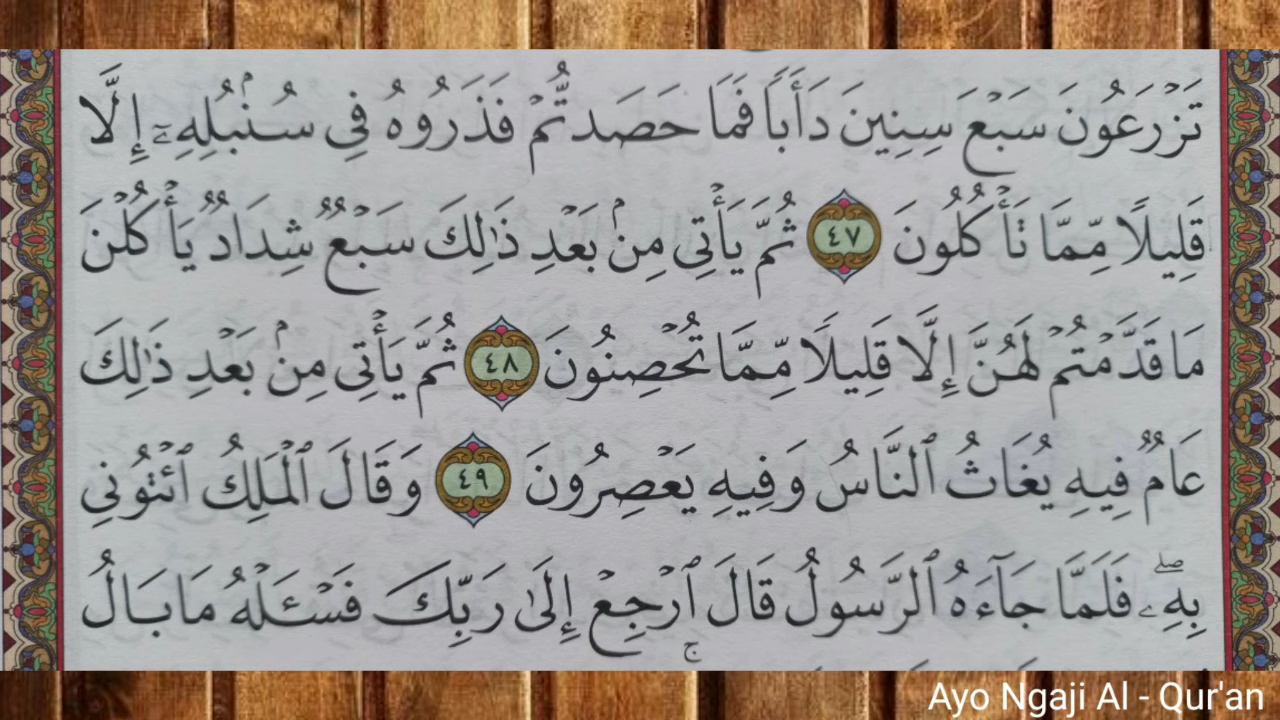 تَزْرَعُونَ سَبْعَ سِنِينَ دَأَبًا فَمَا حَصَدتُّمْ فَذَرُوهُ فِي سُنۢبُلِهِۦٓ إِلَّا
قَلِيلًا مِّمَّا تَأْكُلُونَ ٤٧ ثُمَّ يَأْتِي مِنۢ بَعْدِ ذَٰلِكَ سَبْعٌ شِدَادٌ يَأْكُلْنَ
مَا قَدَّمْتُمْ لَهُنَّ إِلَّا قَلِيلًا مِّمَّا تُحْصِنُونَ ٤٨ ثُمَّ يَأْتِي مِنۢ بَعْدِ ذَٰلِكَ
عَامٌ فِيهِ يُغَاثُ ٱلنَّاسُ وَفِيهِ يَعْصِرُونَ ٤٩ وَقَالَ ٱلْمَلِكُ ٱئْتُونِي
بِهِۦۖ فَلَمَّا جَآءَهُ ٱلرَّسُولُ قَالَ ٱرْجِعْ إِلَىٰ رَبِّكَ فَسْـَٔلْهُ مَا بَالُ
Ayo Ngaji Al - Qur'an